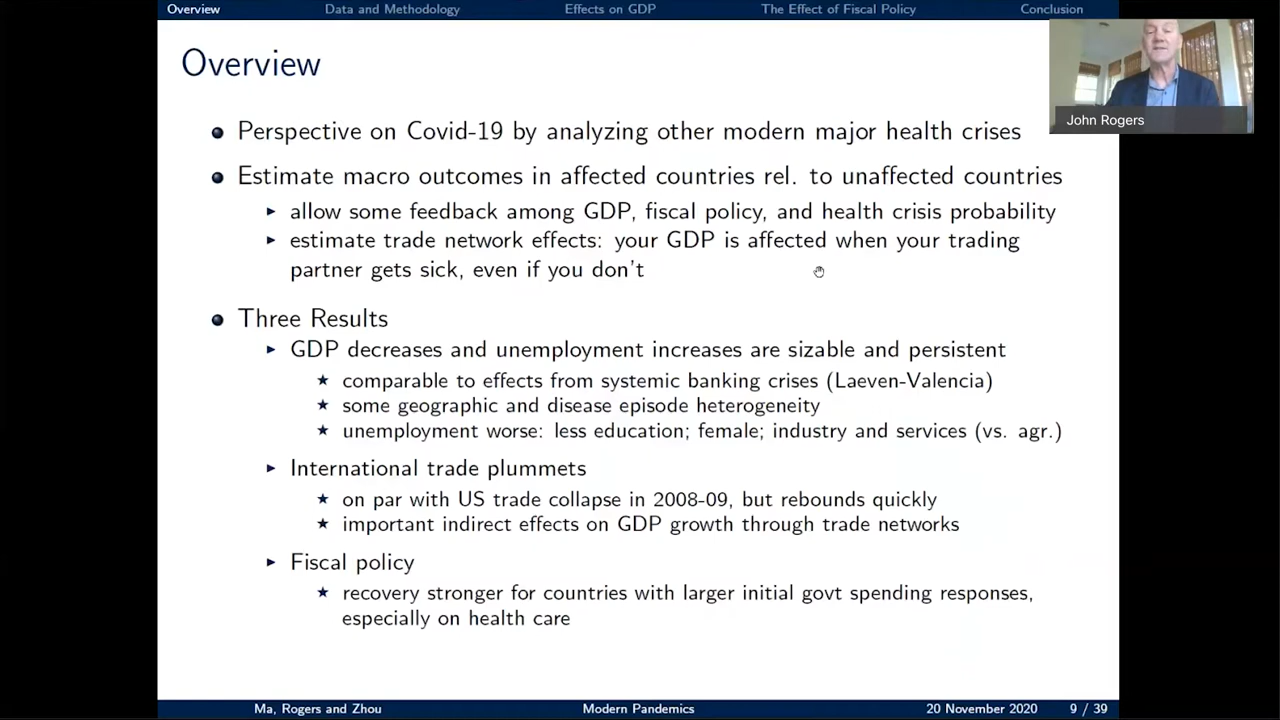 Overview Data and Methodology Effects on GDP The Effect of Fiscal Policy Conclusion
Overview
John Rogers
Perspective on Covid-19 by analyzing other modern major health crises
Estimate macro outcomes in affected countries rel. to unaffected countries
allow some feedback among GDP, fiscal policy, and health crisis probability
estimate trade network effects: your GDP is affected when your trading
partner gets sick, even if you don't
Three Results
GDP decreases and unemployment increases are sizable and persistent
comparable to effects from systemic banking crises (Laeven-Valencia)
some geographic and disease episode heterogeneity
unemployment worse: less education; female; industry and services (vs. agr.)
International trade plummets
on par with US trade collapse in 2008-09, but rebounds quickly
important indirect effects on GDP growth through trade networks
Fiscal policy
recovery stronger for countries with larger initial govt spending responses,
especially on health care
Ma, Rogers and Zhou Modern Pandemics 20 November 2020 9 / 39